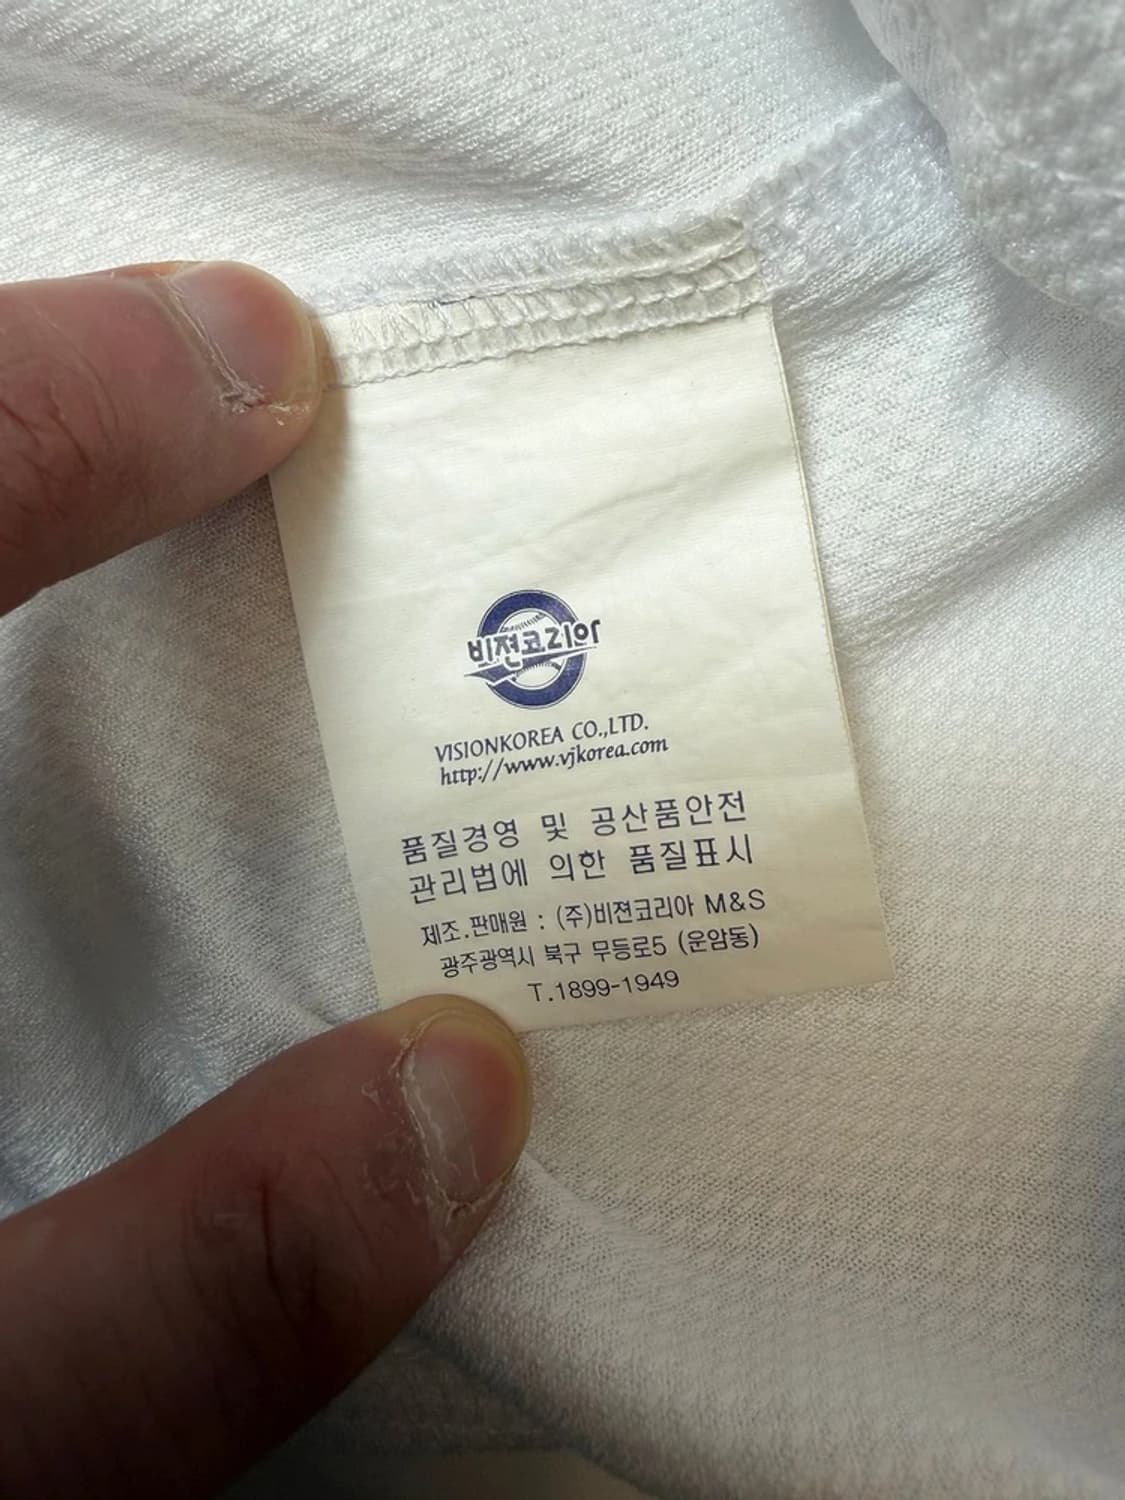 비젼코리아
VISIONKOREA CO.,LTD.
http://www.vjkorea.com
품질경영 및 공산품안전
관리법에 의한 품질표시
제조.판매원 : (주)비젼코리아 M&S
광주광역시 북구 무등로5 (운암동)
T.1899-1949